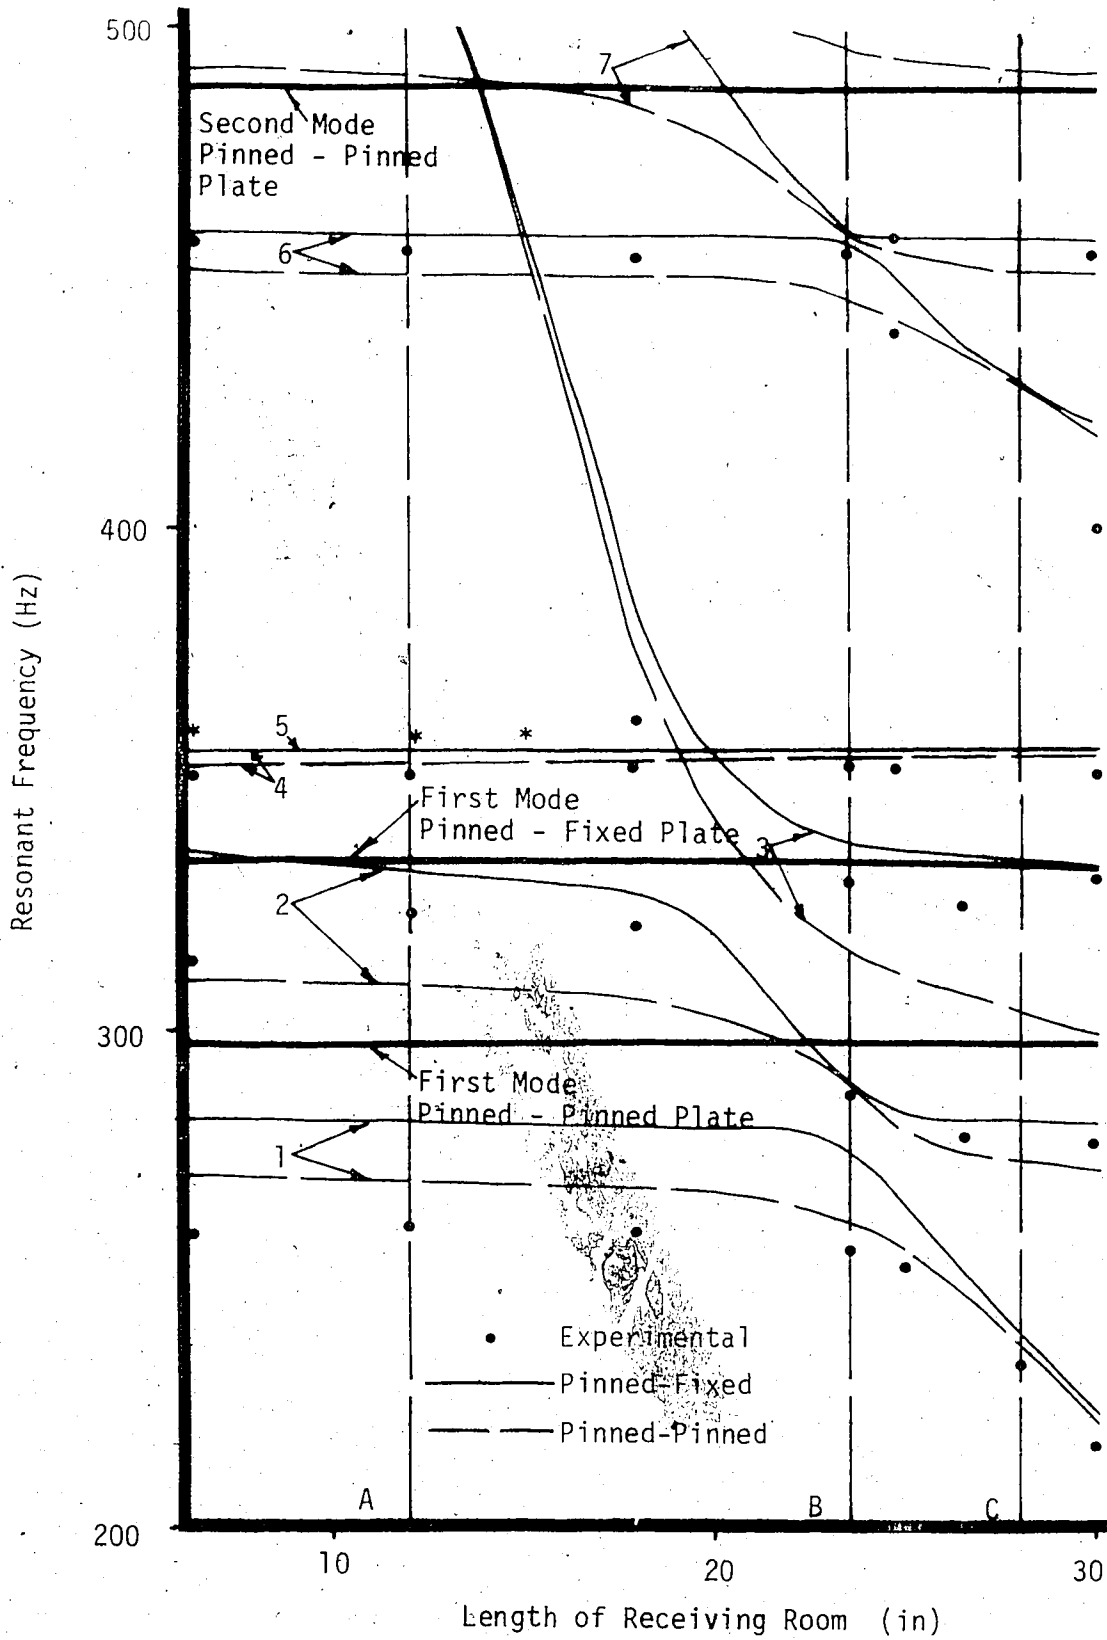 500
7
Second Mode
Pinned - Pinned
Plate
6
400
Resonant Frequency (Hz)
5
4
First Mode
Pinned - Fixed Plate
3
2
300
First Mode
Pinned - Pinned Plate
1
Experimental
Pinned-Fixed
Pinned-Pinned
A
B
C
200
10
20
30
Length of Receiving Room (in)